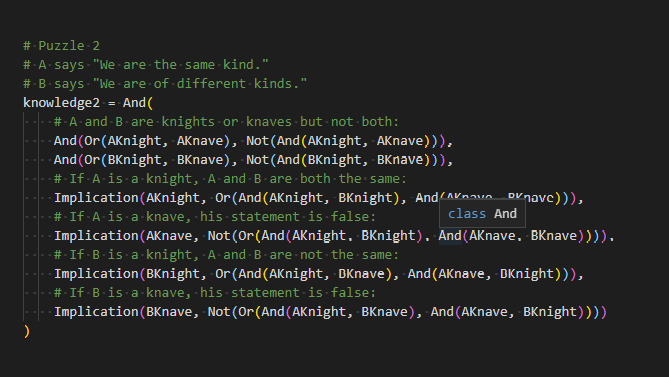 # Puzzle 2
# A says "We are the same kind."
# B says "We are of different kinds."
knowledge2 = And(
# A and B are knights or knaves but not both:
And(Or(AKnight, AKnave), Not(And(AKnight, AKnave))),
And(Or(BKnight, BKnave), Not(And(BKnight, BKnave))),
# If A is a knight, A and B are both the same:
Implication(AKnight, Or(And(AKnight, BKnight), And(AKnave, BKnave))),
# If A is a knave, his statement is false:
class And
Implication(AKnave, Not(Or(And(AKnight, BKnight), And(AKnave, BKnave)))),
# If B is a knight, A and B are not the same:
Implication(BKnight, Or(And(AKnight, BKnave), And(AKnave, BKnight))),
# If B is a knave, his statement is false:
Implication(BKnave, Not(Or(And(AKnight, BKnave), And(AKnave, BKnight))))
)